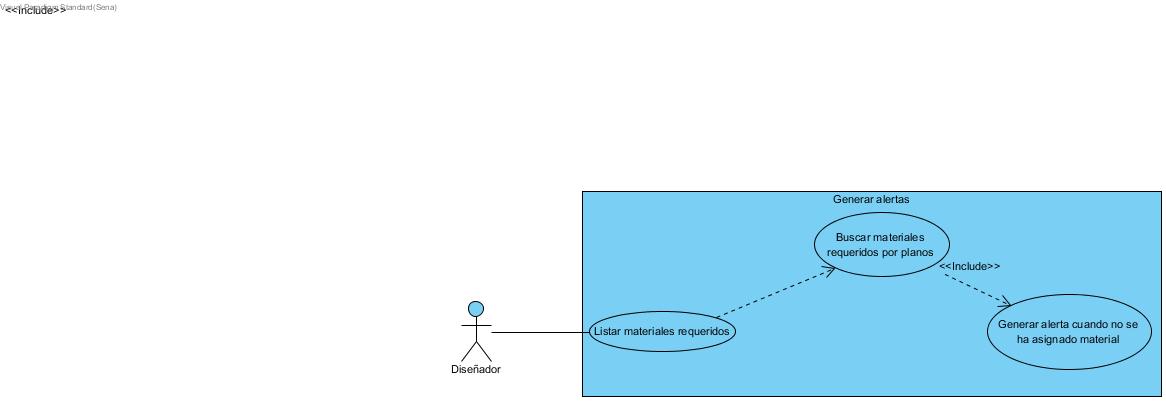 Visual Paradigm Standard(Sena)
<<Include>>
Generar alertas
Buscar materiales
requeridos por planos
<<Include>>
Listar materiales requeridos
Generar alerta cuando no se
ha asignado material
Diseñador